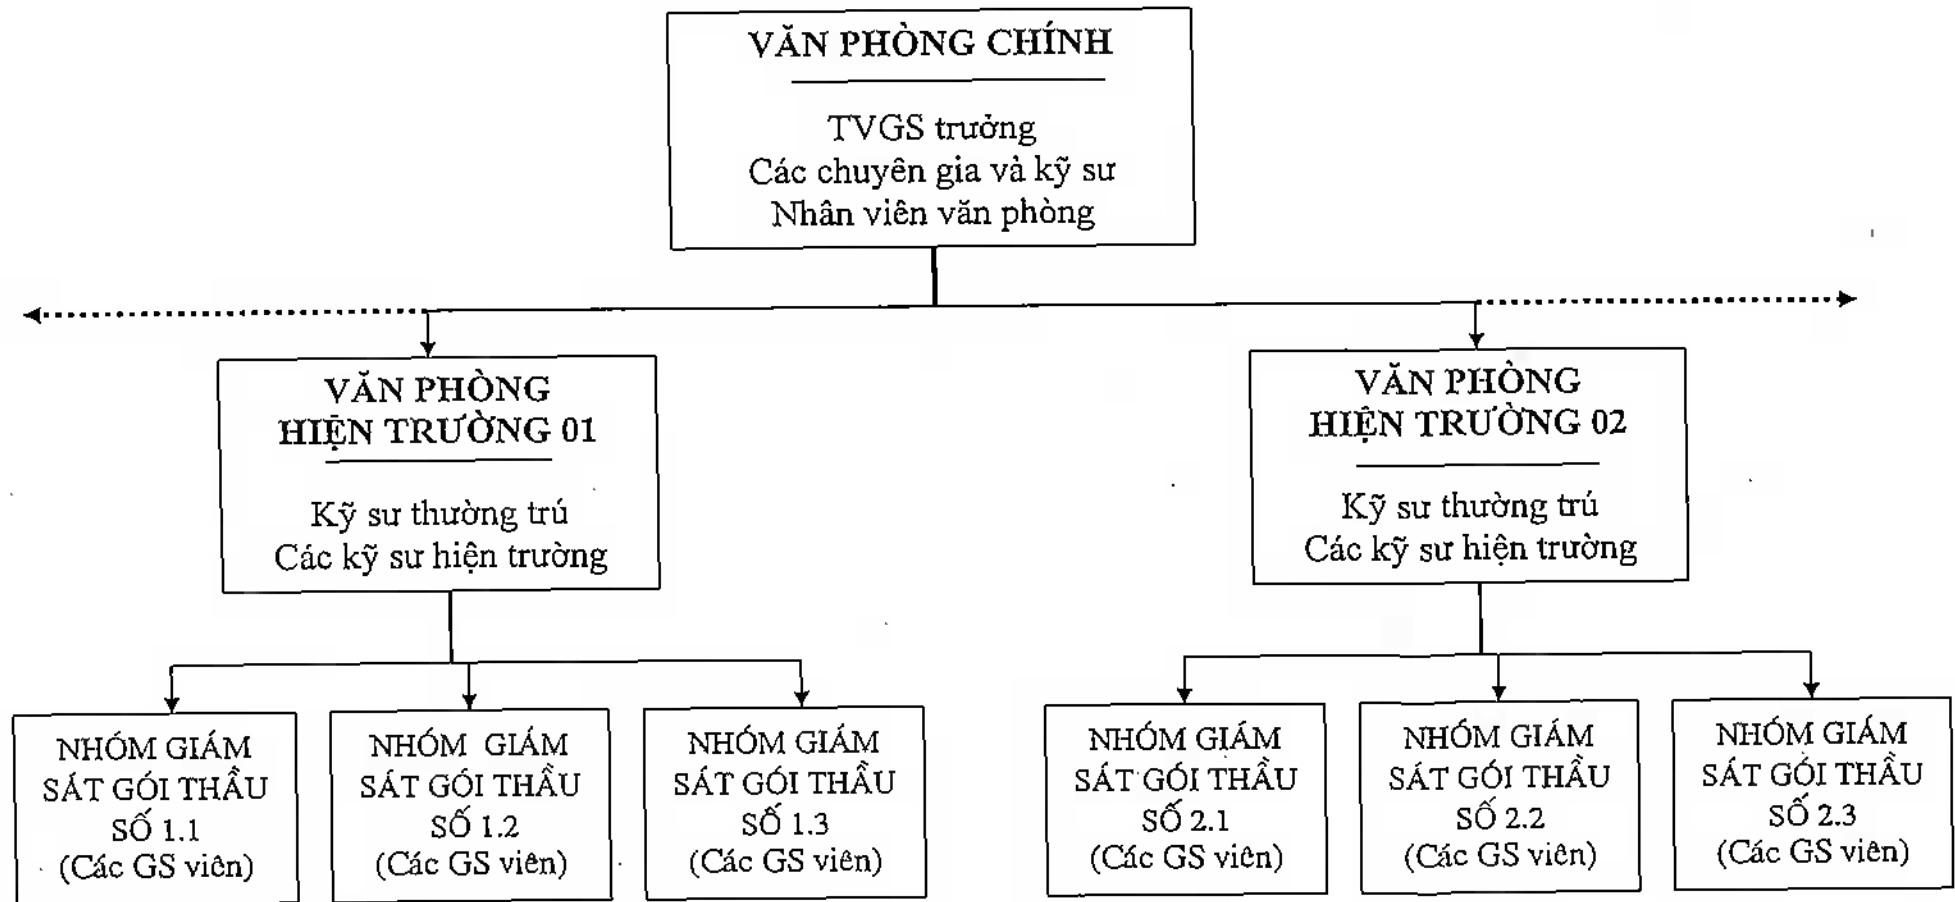 VĂN PHÒNG CHÍNH
TVGS trưởng
Các chuyên gia và kỹ sư
Nhân viên văn phòng
VĂN PHÒNG
HIỆN TRƯỜNG 01
Kỹ sư thường trú
Các kỹ sư hiện trường
VĂN PHÒNG
HIỆN TRƯỜNG 02
Kỹ sư thường trú
Các kỹ sư hiện trường
NHÓM GIÁM
SÁT GÓI THẦU
SỐ 1.1
(Các GS viên)
NHÓM GIÁM
SÁT GÓI THẦU
SỐ 1.2
(Các GS viên)
NHÓM GIÁM
SÁT GÓI THẦU
SỐ 1.3
(Các GS viên)
NHÓM GIÁM
SÁT GÓI THẦU
SỐ 2.1
(Các GS viên)
NHÓM GIÁM
SÁT GÓI THẦU
SỐ 2.2
(Các GS viên)
NHÓM GIÁM
SÁT GÓI THẦU
SỐ 2.3
(Các GS viên)